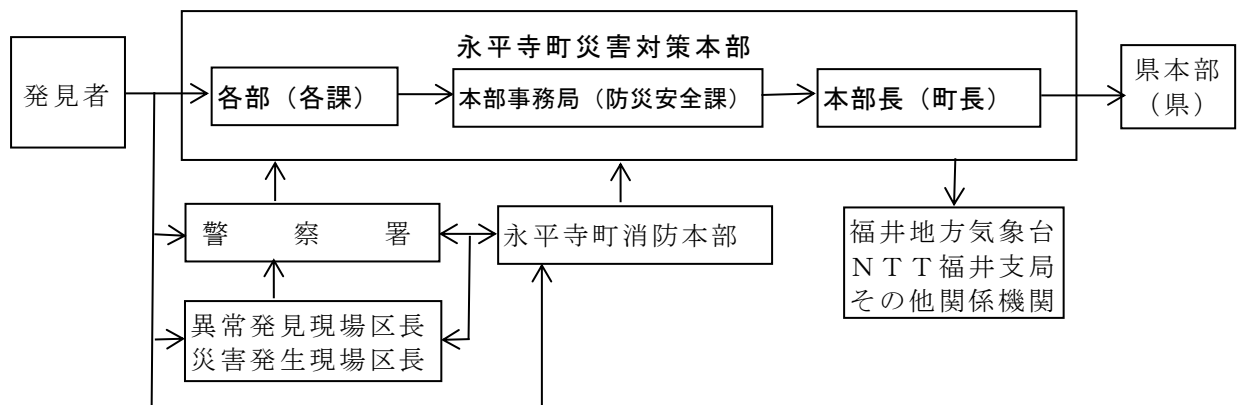 永平寺町災害対策本部
発見者
各部（各課）
本部事務局（防災安全課）
本部長（町長）
県本部
（県）
警察署
永平寺町消防本部
福井地方気象台
ＮＴＴ福井支局
その他関係機関
異常発見現場区長
災害発生現場区長